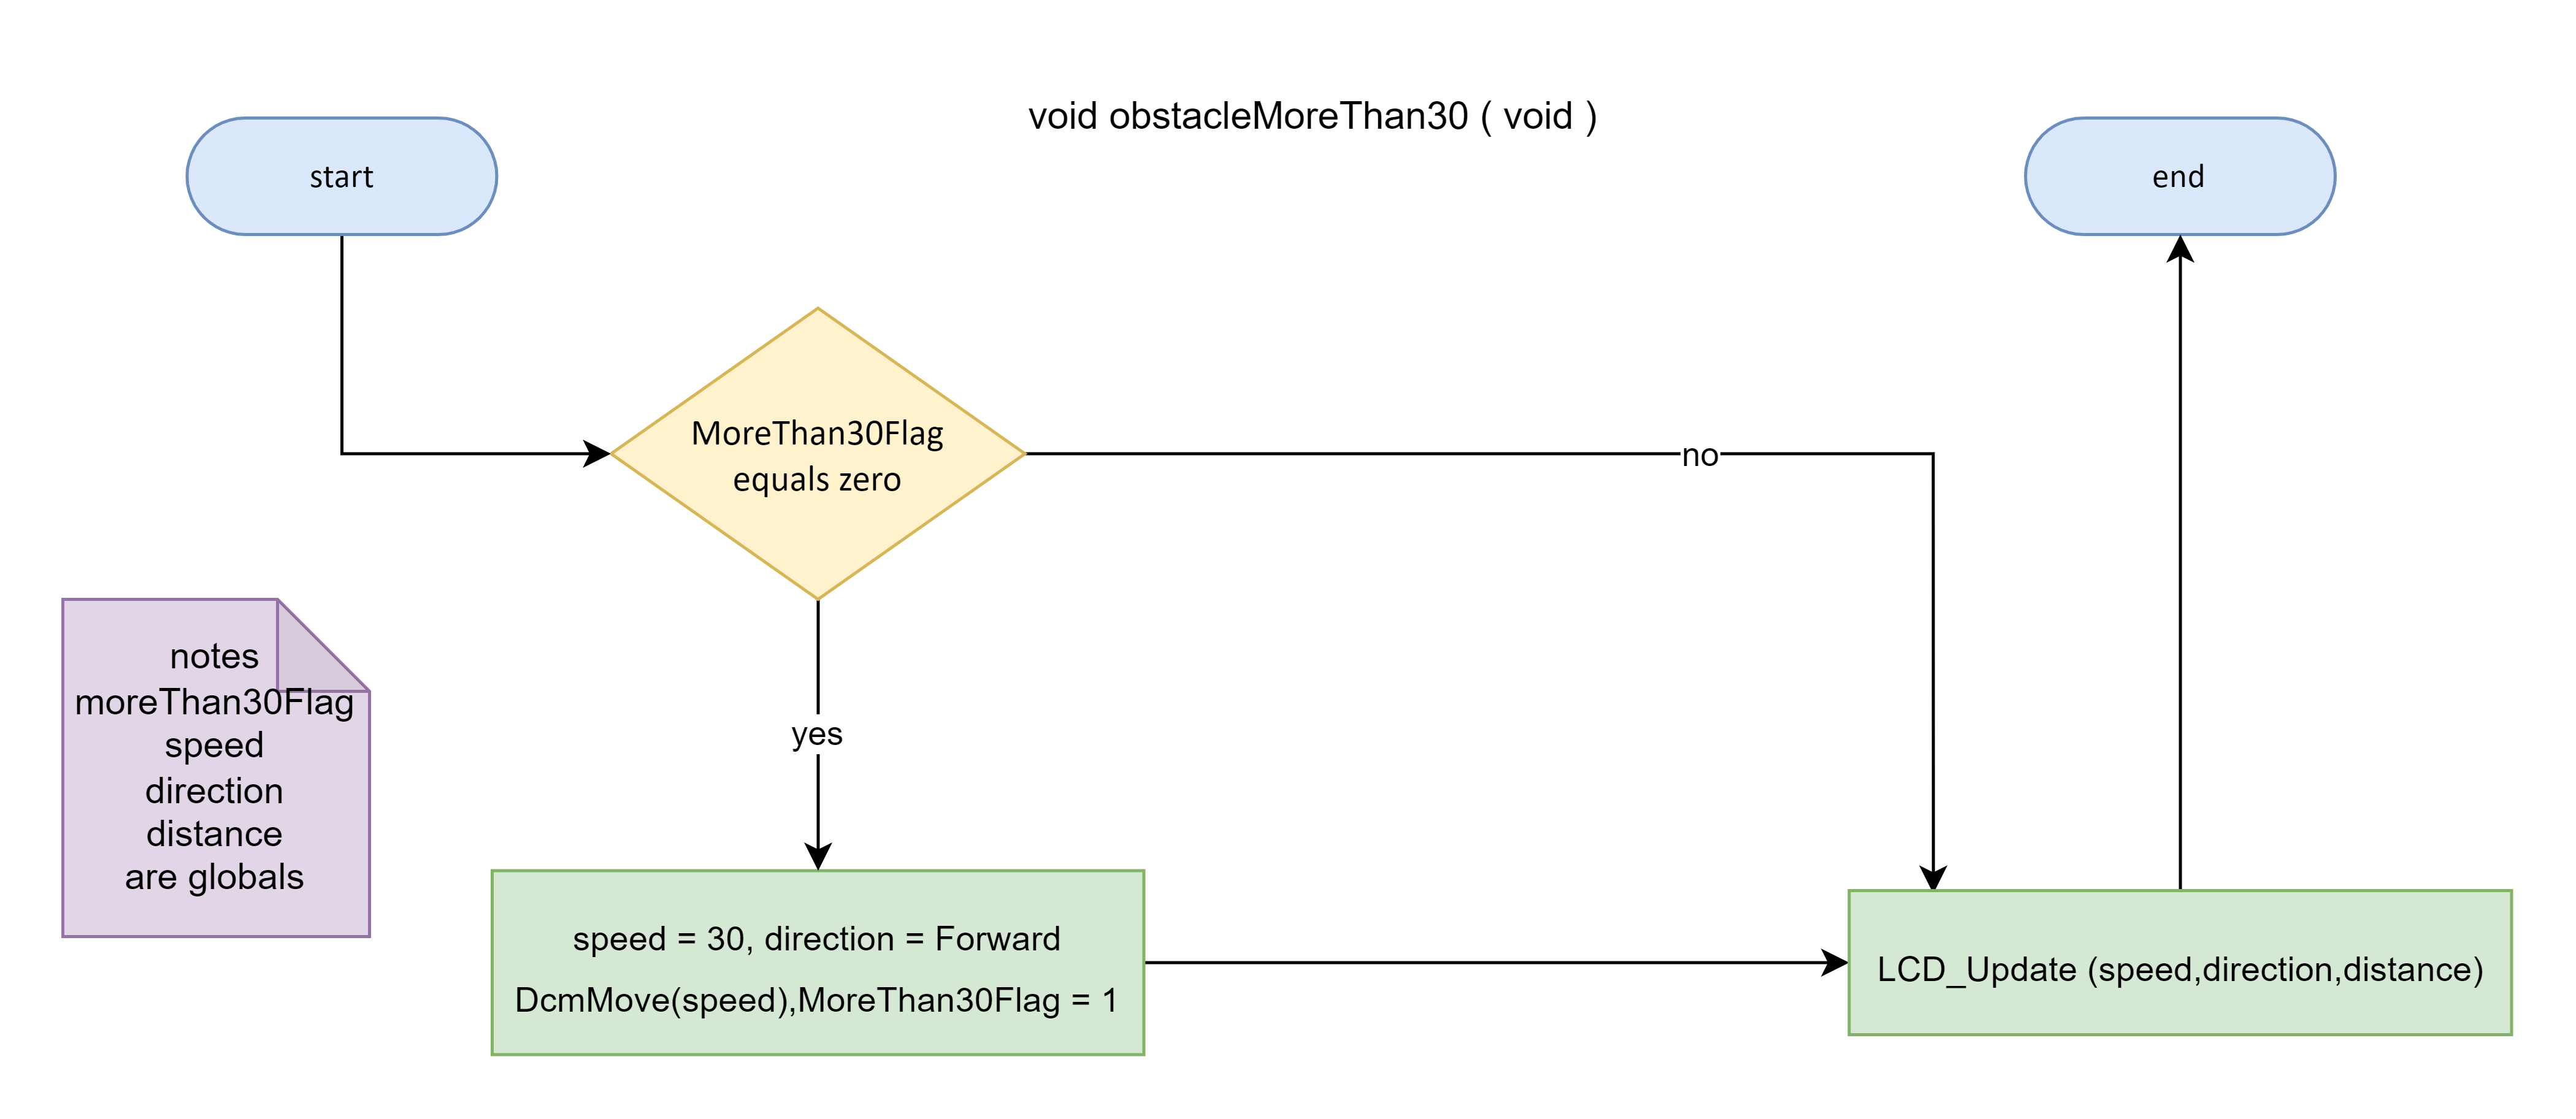 void obstacleMoreThan30 ( void )
start
end
MoreThan30Flag
equals zero
no
yes
notes
moreThan30Flag
speed
direction
distance
are globals
speed = 30, direction = Forward
DcmMove(speed),MoreThan30Flag = 1
LCD_Update (speed,direction,distance)